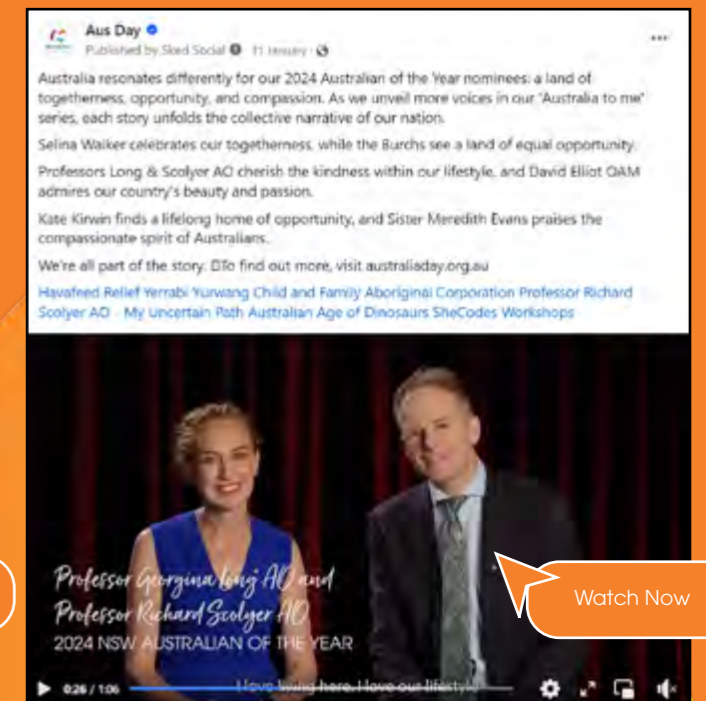 Aus Day
Published by Sked Social · 11 January ·
Australia resonates differently for our 2024 Australian of the Year nominees: a land of
togetherness, opportunity, and compassion. As we unveil more voices in our "Australia to me"
series, each story unfolds the collective narrative of our nation.
Selina Walker celebrates our togetherness, while the Burchs see a land of equal opportunity.
Professors Long & Scolyer AO cherish the kindness within our lifestyle, and David Elliot OAM
admires our country's beauty and passion.
Kate Kirwin finds a lifelong home of opportunity, and Sister Meredith Evans praises the
compassionate spirit of Australians.
We're all part of the story. To find out more, visit australiaday.org.au
Havafeed Relief Yerrabi Yurwang Child and Family Aboriginal Corporation Professor Richard
Scolyer AO - My Uncertain Path Australian Age of Dinosaurs SheCodes Workshops
Professor Georgina Long AO and
Professor Richard Scolyer AO
2024 NSW AUSTRALIAN OF THE YEAR
Watch Now
I love living here. I love our lifestyle
0:26 / 1:06